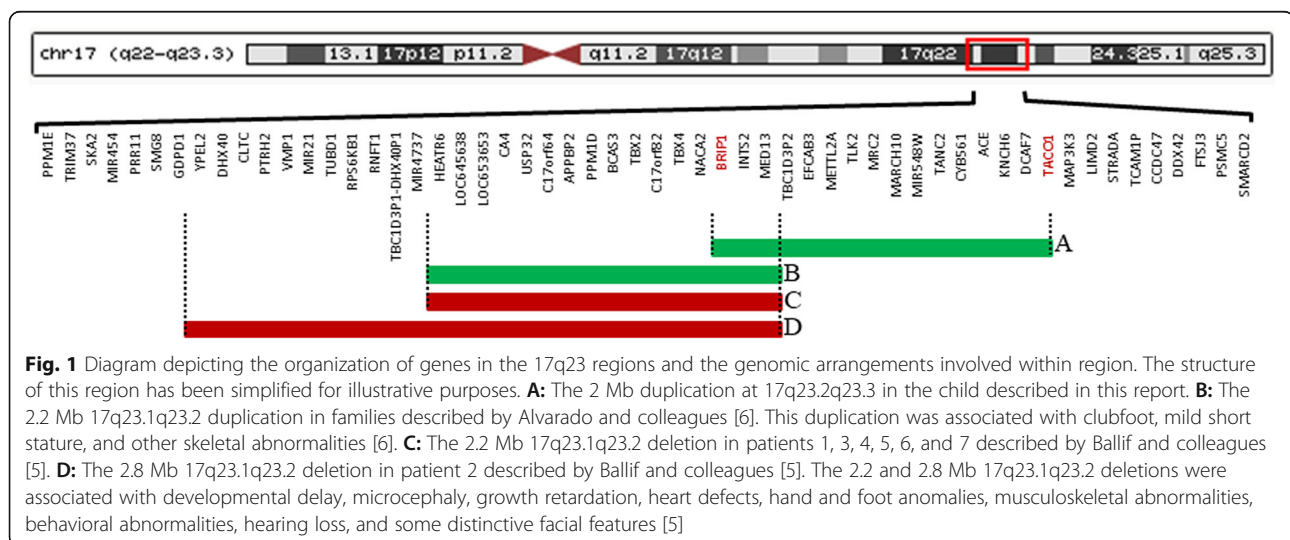 chr17 (q22-q23.3) 13.1 17p12 p11.2 q11.2 17q12 17q22 24.3 25.1 q25.3
PPM1E
TRIM37
SKA2
MIR454
PRR11
SMG8
GDPD1
YPEL2
DHX40
CLTC
PTRH2
VMP1
MIR21
TUBD1
RPS6KB1
RNFT1
TBC1D3P1-DHX40P1
MIR4737
HEATR6
LOC645638
LOC653653
CA4
USP32
C17orf64
APPBP2
PPM1D
BCAS3
TBX2
C17orf82
TBX4
NACA2
BRIP1
INTS2
MED13
TBC1D3P2
EFCAB3
METTL2A
TLK2
MRC2
MARCH10
MIR548W
TANC2
CYB561
ACE
KNCH6
DCAF7
TACO1
MAP3K3
LIMD2
STRADA
TCAM1P
CCDC47
DDX42
FTSJ3
PSMC5
SMARCD2
A
B
C
D
Fig. 1 Diagram depicting the organization of genes in the 17q23 regions and the genomic arrangements involved within region. The structure
of this region has been simplified for illustrative purposes. A: The 2 Mb duplication at 17q23.2q23.3 in the child described in this report. B: The
2.2 Mb 17q23.1q23.2 duplication in families described by Alvarado and colleagues [6]. This duplication was associated with clubfoot, mild short
stature, and other skeletal abnormalities [6]. C: The 2.2 Mb 17q23.1q23.2 deletion in patients 1, 3, 4, 5, 6, and 7 described by Ballif and colleagues
[5]. D: The 2.8 Mb 17q23.1q23.2 deletion in patient 2 described by Ballif and colleagues [5]. The 2.2 and 2.8 Mb 17q23.1q23.2 deletions were
associated with developmental delay, microcephaly, growth retardation, heart defects, hand and foot anomalies, musculoskeletal abnormalities,
behavioral abnormalities, hearing loss, and some distinctive facial features [5]